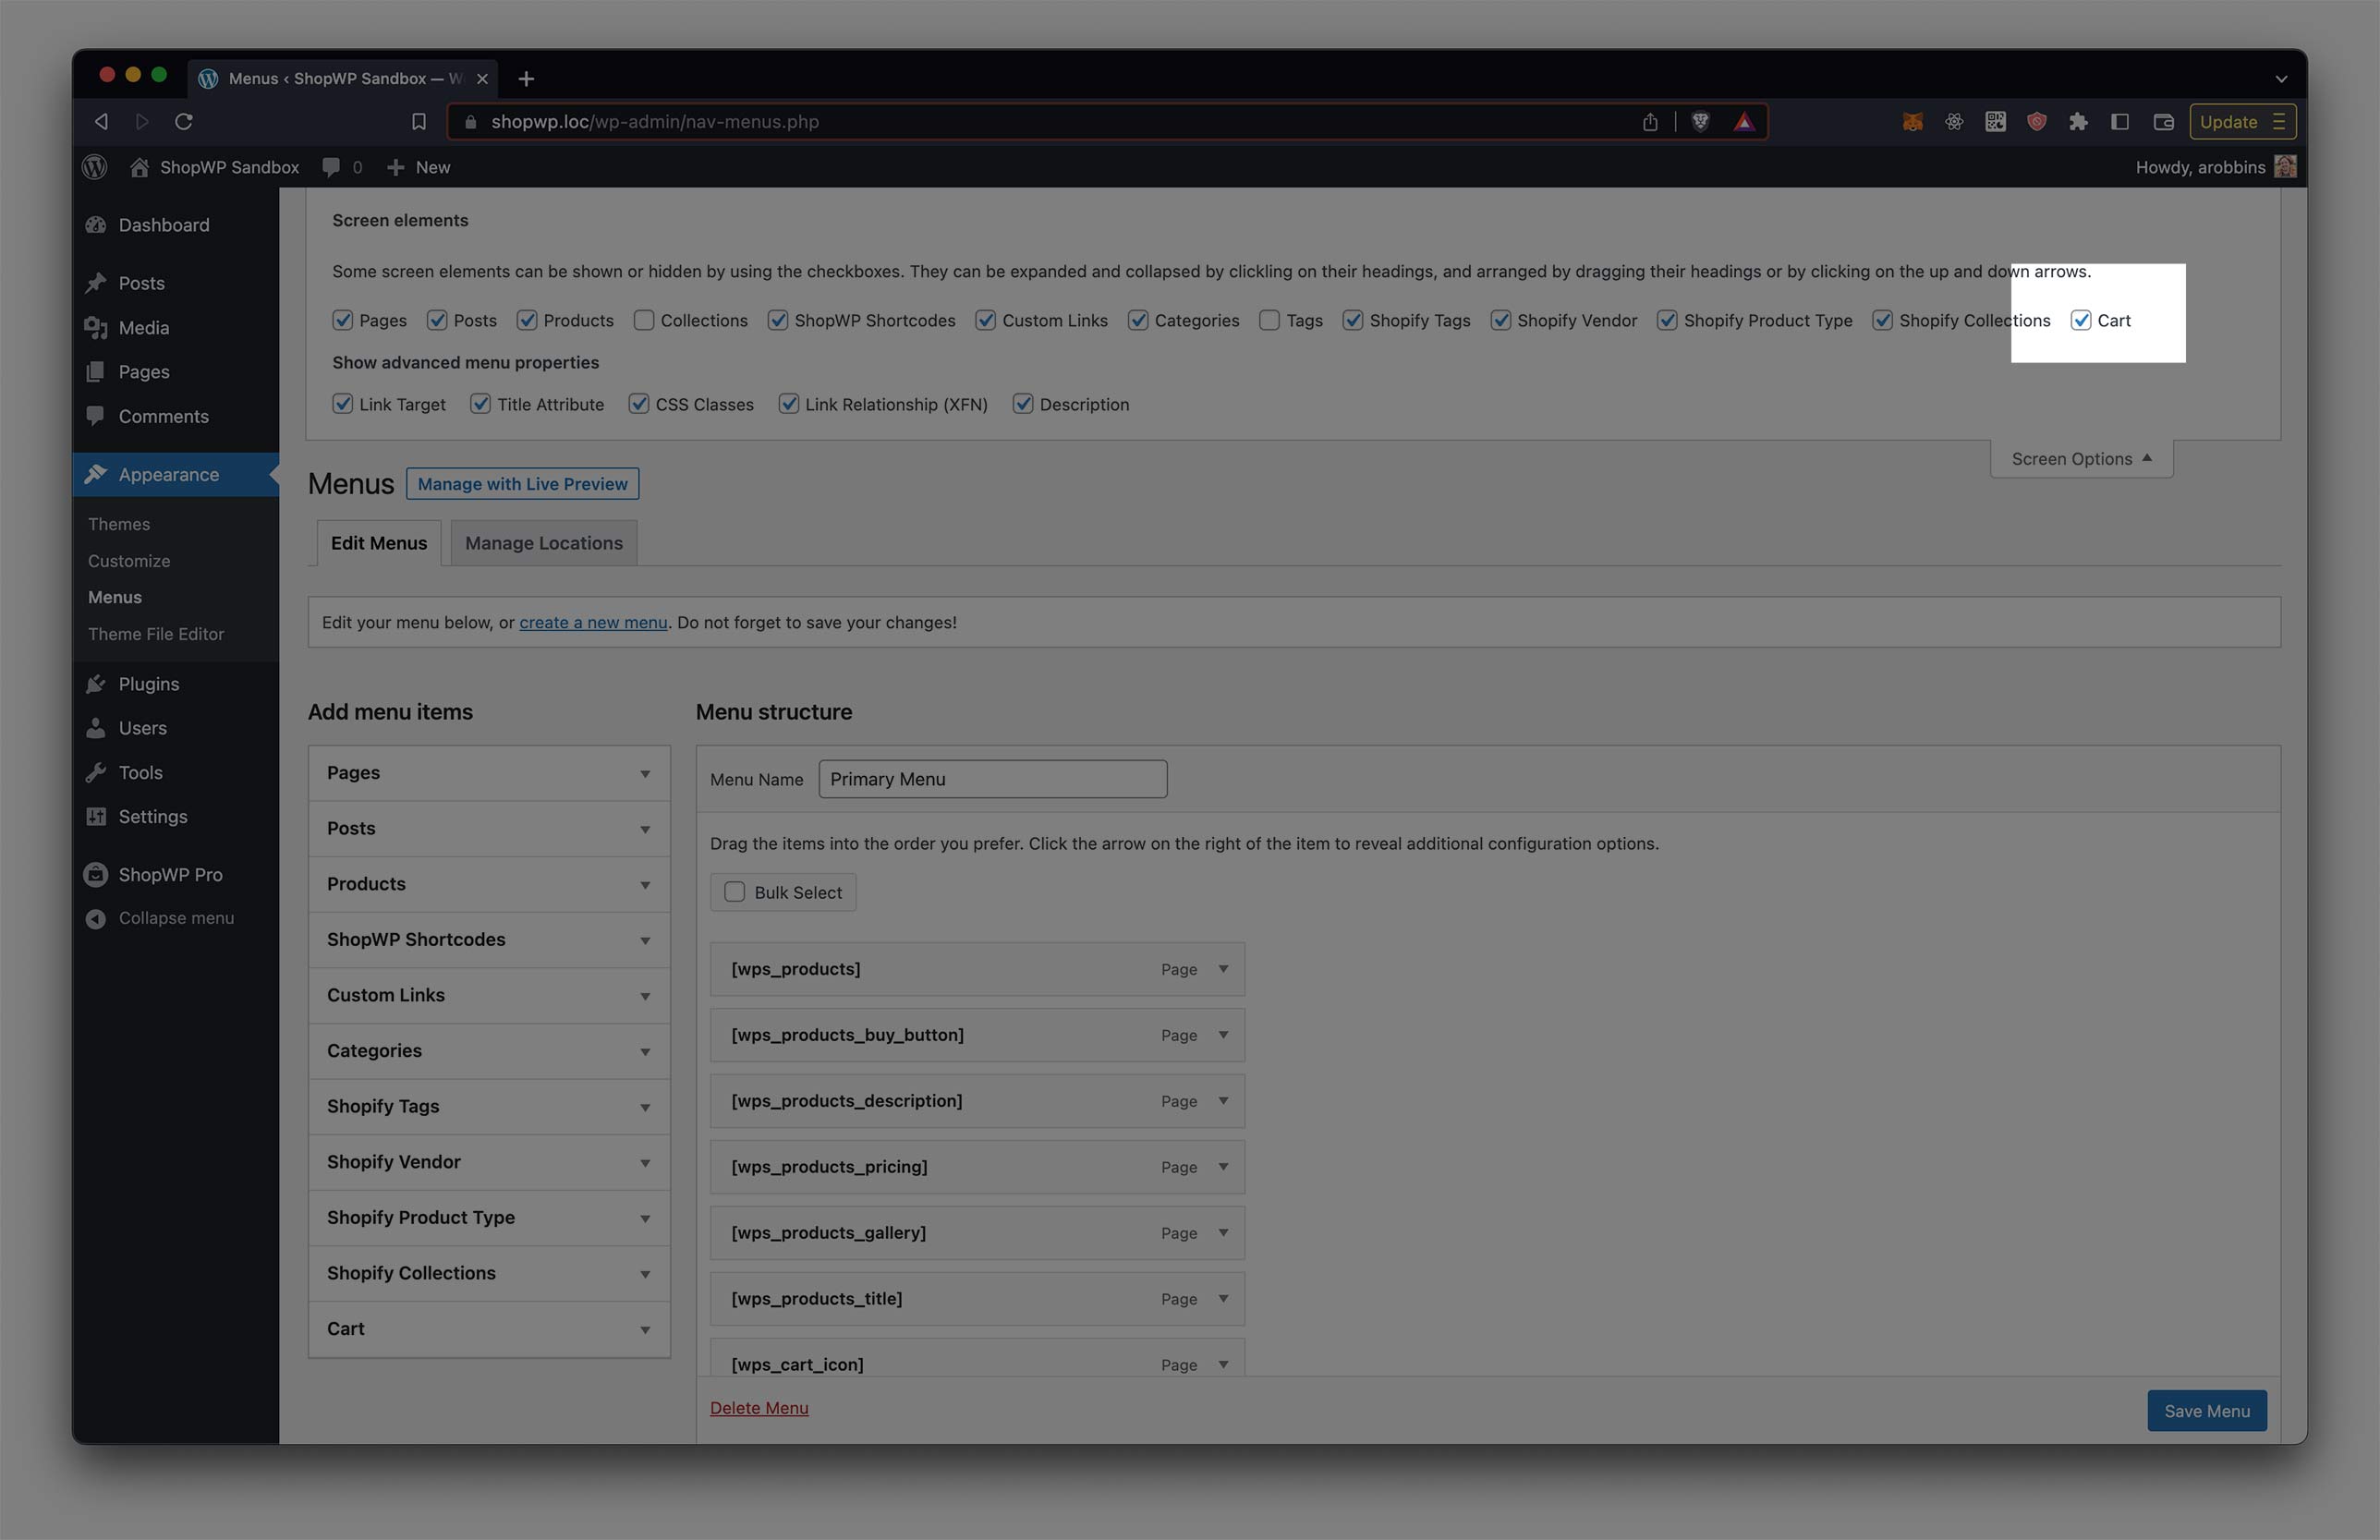 Menus ‹ ShopWP Sandbox — W
shopwp.loc/wp-admin/nav-menus.php
Update
ShopWP Sandbox 0 New
Howdy, arobbins
Dashboard
Posts
Media
Pages
Comments
Appearance
Themes
Customize
Menus
Theme File Editor
Plugins
Users
Tools
Settings
ShopWP Pro
Collapse menu
Screen elements
Some screen elements can be shown or hidden by using the checkboxes. They can be expanded and collapsed by clickling on their headings, and arranged by dragging their headings or by clicking on the up and down arrows.
Pages Posts Products Collections ShopWP Shortcodes Custom Links Categories Tags Shopify Tags Shopify Vendor Shopify Product Type Shopify Collections Cart
Show advanced menu properties
Link Target Title Attribute CSS Classes Link Relationship (XFN) Description
Screen Options
Menus Manage with Live Preview
Edit Menus Manage Locations
Edit your menu below, or create a new menu. Do not forget to save your changes!
Add menu items
Pages
Posts
Products
ShopWP Shortcodes
Custom Links
Categories
Shopify Tags
Shopify Vendor
Shopify Product Type
Shopify Collections
Cart
Menu structure
Menu Name Primary Menu
Drag the items into the order you prefer. Click the arrow on the right of the item to reveal additional configuration options.
Bulk Select
[wps_products] Page
[wps_products_buy_button] Page
[wps_products_description] Page
[wps_products_pricing] Page
[wps_products_gallery] Page
[wps_products_title] Page
[wps_cart_icon] Page
Delete Menu
Save Menu